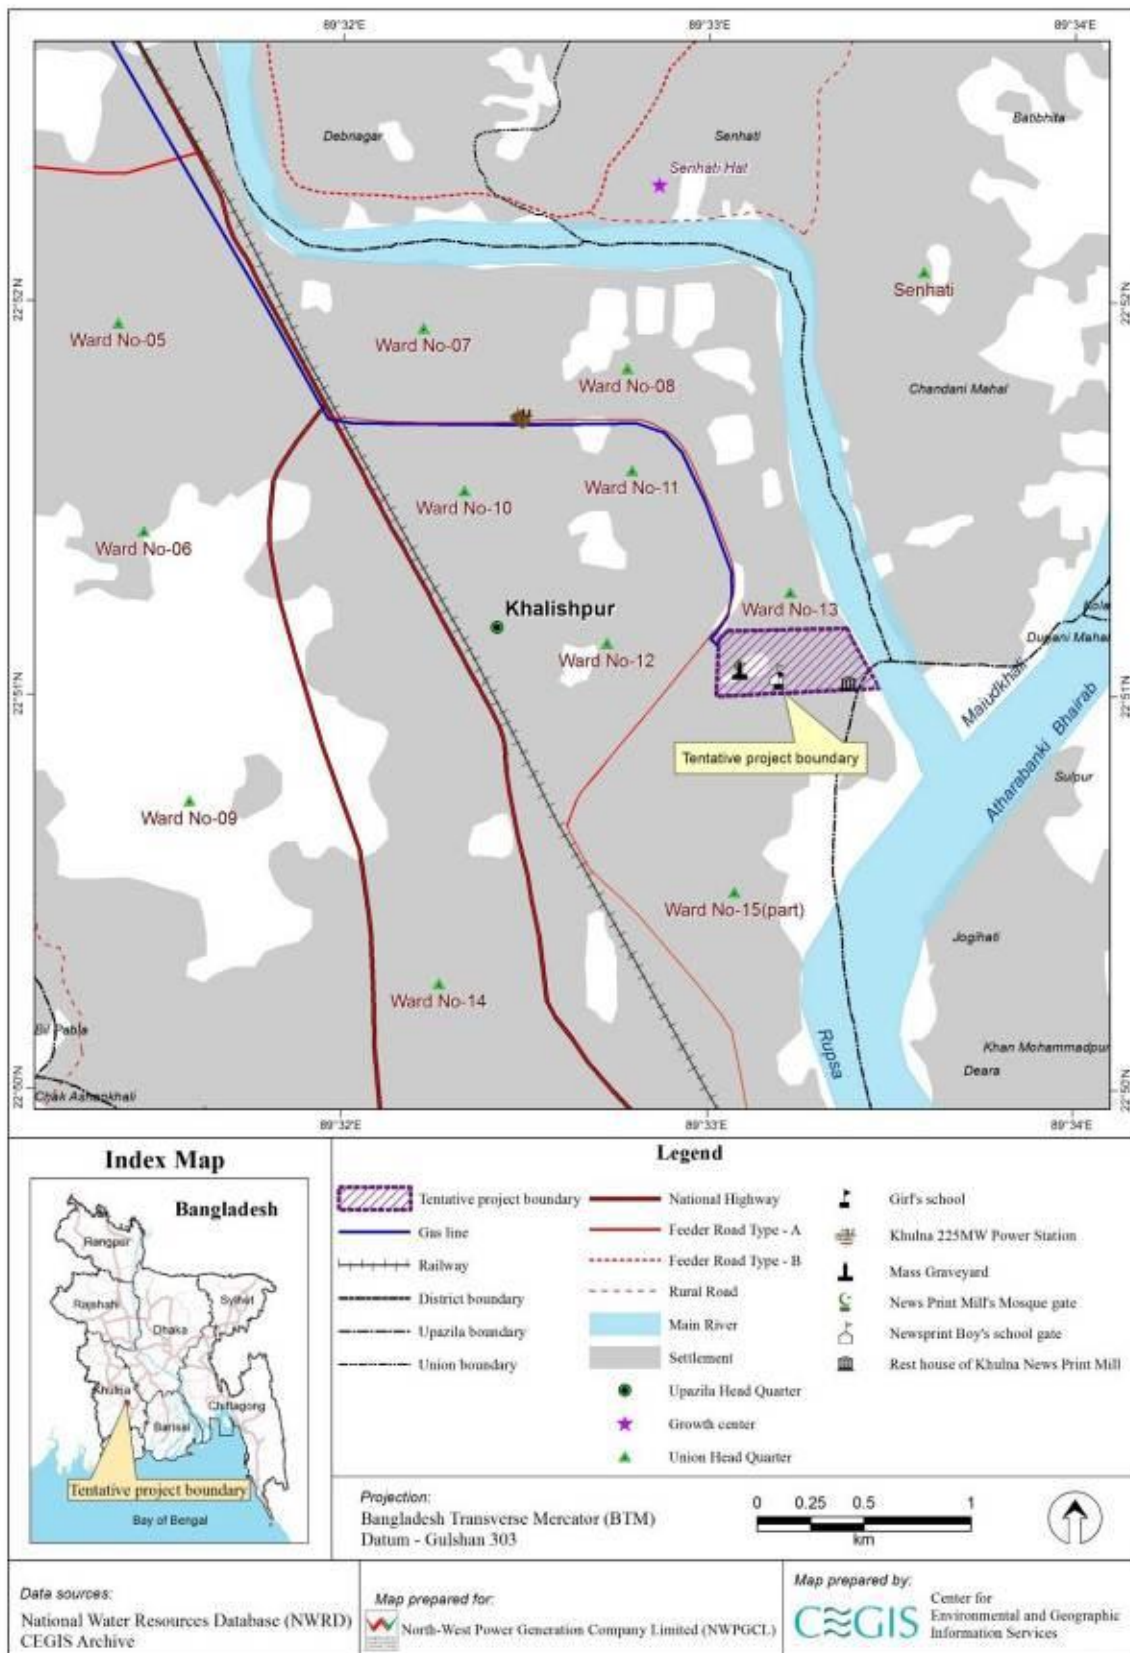 89°32'E
89°33'E
89°34'E
Debnagar
Senhati
Batibhita
Senhati Hat
22°52'N
22°52'N
Senhati
Ward No-05
Ward No-07
Ward No-08
Chandani Mahal
Ward No-11
Ward No-10
Ward No-06
Khalishpur
Ward No-13
Kola
Dupani Mahal
Ward No-12
22°51'N
22°51'N
Majudkhali
Atharabanki Bhairab
Tentative project boundary
Sulpur
Ward No-09
Ward No-15(part)
Jogihati
Ward No-14
Bil Pabla
Rupsa
Khan Mohammadpur
Deara
22°50'N
22°50'N
Chak Ashankhali
89°32'E
89°33'E
89°34'E
Index Map
Bangladesh
Rangpur
Rajshahi
Sylhet
Dhaka
Khulna
Barisal
Chittagong
Tentative project boundary
Bay of Bengal
Legend
Tentative project boundary
Gas line
Railway
District boundary
Upazila boundary
Union boundary
National Highway
Feeder Road Type - A
Feeder Road Type - B
Rural Road
Main River
Settlement
Upazila Head Quarter
Growth center
Union Head Quarter
Girl's school
Khulna 225MW Power Station
Mass Graveyard
News Print Mill's Mosque gate
Newsprint Boy's school gate
Rest house of Khulna News Print Mill
Projection:
Bangladesh Transverse Mercator (BTM)
Datum - Gulshan 303
0 0.25 0.5 1
km
Data sources:
National Water Resources Database (NWRD)
CEGIS Archive
Map prepared for:
North-West Power Generation Company Limited (NWPGCL)
Map prepared by:
CEGIS
Center for
Environmental and Geographic
Information Services